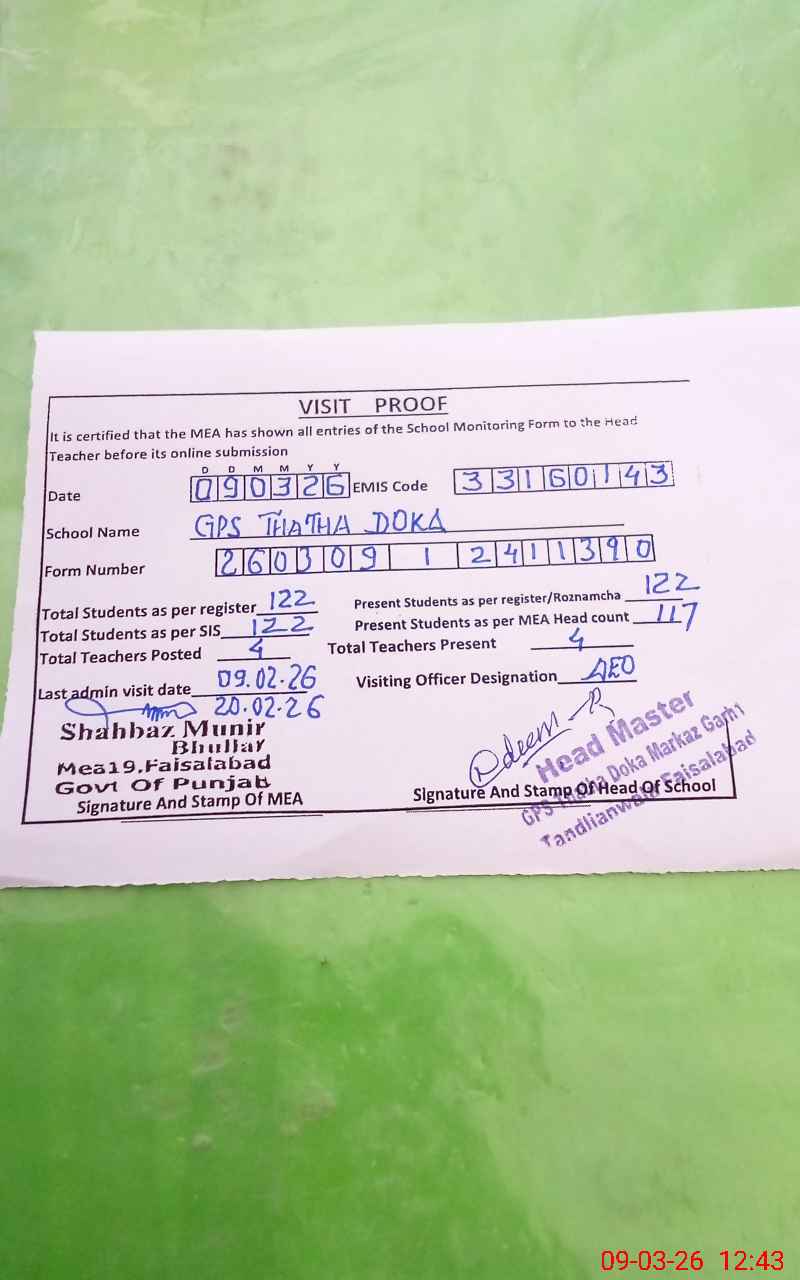 VISIT PROOF
It is certified that the MEA has shown all entries of the School Monitoring Form to the Head
Teacher before its online submission
D D M M Y Y
Date 090326 EMIS Code 33160143
School Name GPS THATHA DOKA
Form Number 260309 1 2411390
Total Students as per register 122 Present Students as per register/Roznamcha 122
Total Students as per SIS 122 Present Students as per MEA Head count 117
Total Teachers Posted 4 Total Teachers Present 4
Last admin visit date 09.02.26 Visiting Officer Designation AEO
20.02.26
Shahbaz Munir
Bhullar
Mea19,Faisalabad
Govt Of Punjab
Signature And Stamp Of MEA
Head Master
GPS Thatha Doka Markaz Garh1
Tandlianwala Faisalabad
Signature And Stamp Of Head Of School
09-03-26 12:43